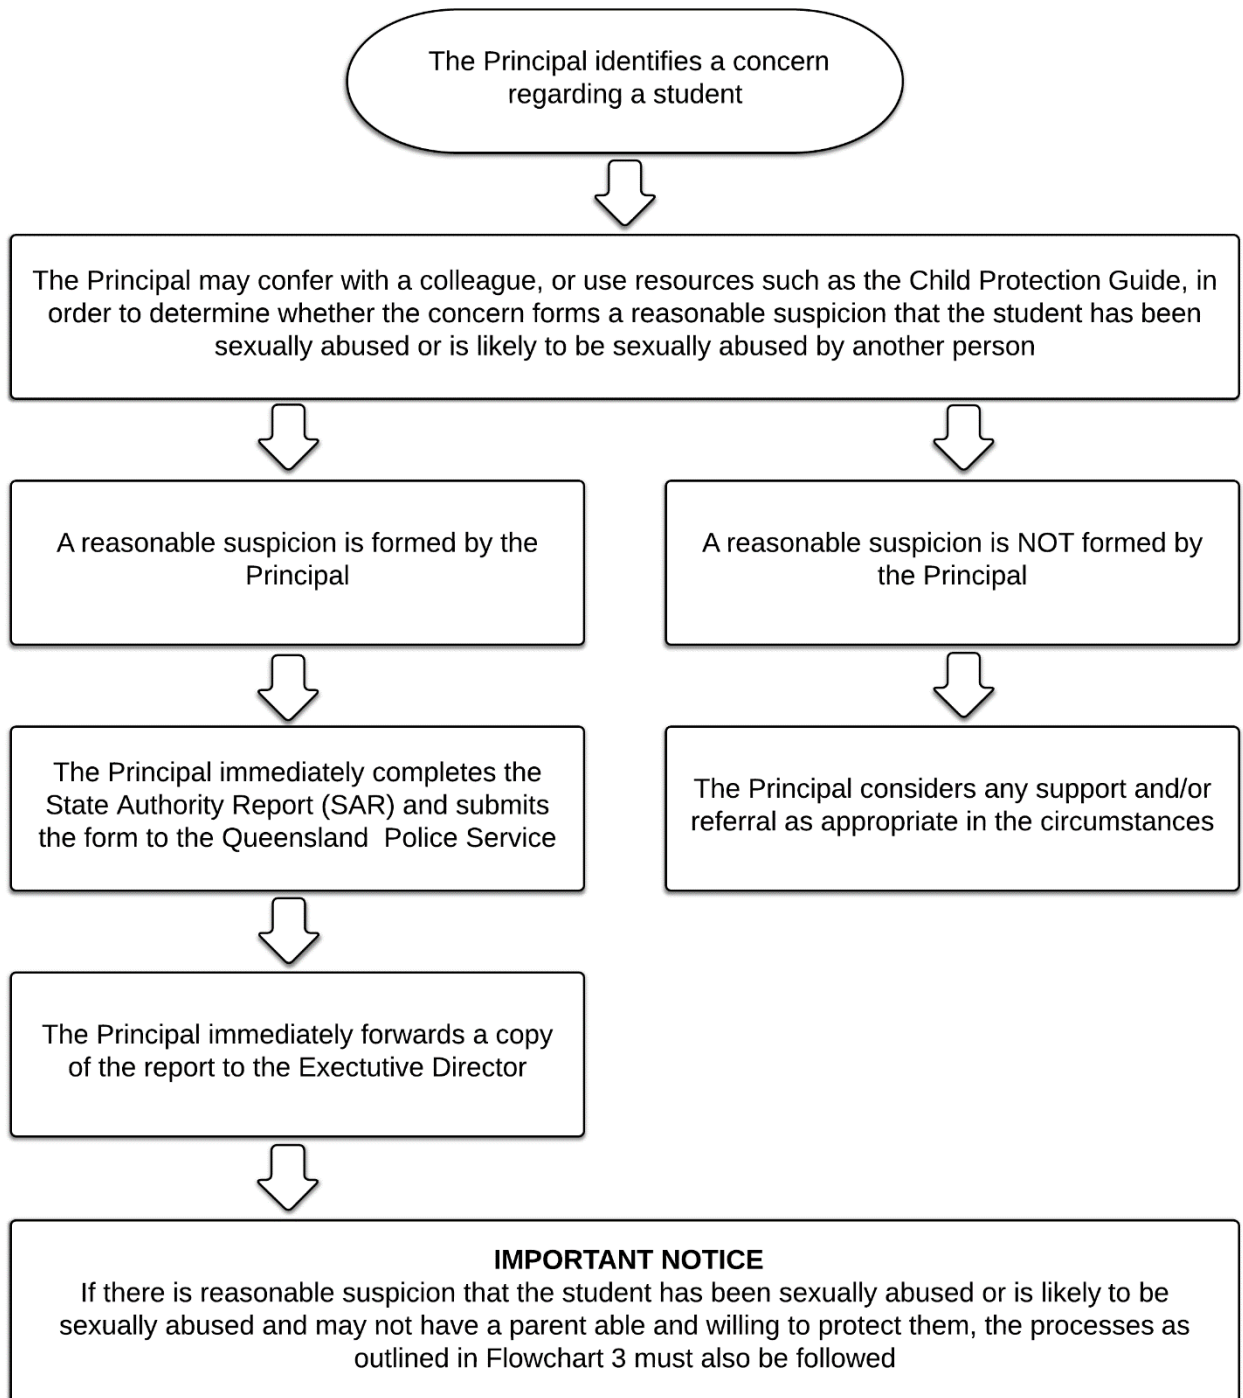 The Principal identifies a concern
regarding a student
The Principal may confer with a colleague, or use resources such as the Child Protection Guide, in
order to determine whether the concern forms a reasonable suspicion that the student has been
sexually abused or is likely to be sexually abused by another person
A reasonable suspicion is formed by the
Principal
A reasonable suspicion is NOT formed by
the Principal
The Principal immediately completes the
State Authority Report (SAR) and submits
the form to the Queensland  Police Service
The Principal considers any support and/or
referral as appropriate in the circumstances
The Principal immediately forwards a copy
of the report to the Exectutive Director
IMPORTANT NOTICE
If there is reasonable suspicion that the student has been sexually abused or is likely to be
sexually abused and may not have a parent able and willing to protect them, the processes as
outlined in Flowchart 3 must also be followed